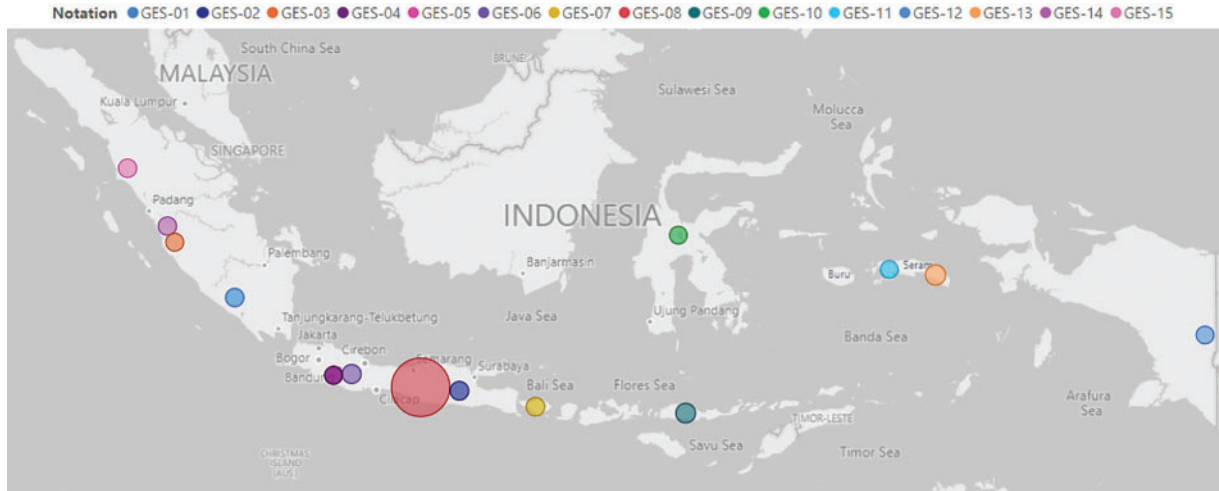 Notation GES-01 GES-02 GES-03 GES-04 GES-05 GES-06 GES-07 GES-08 GES-09 GES-10 GES-11 GES-12 GES-13 GES-14 GES-15
South China Sea
BRUNEI
MALAYSIA
Sulawesi Sea
Kuala Lumpur
Molucca
Sea
SINGAPORE
Padang
INDONESIA
Palembang
Banjarmasin
Buru
Seram
Tanjungkarang-Telukbetung
Java Sea
Ujung Pandang
Jakarta
Banda Sea
Bogor
Cirebon
Semarang
Surabaya
Bandun
Bali Sea
Flores Sea
Cilacap
Arafura
Sea
TIMOR-LESTE
Savu Sea
Timor Sea
CHRISTMAS
ISLAND
(AUS.)